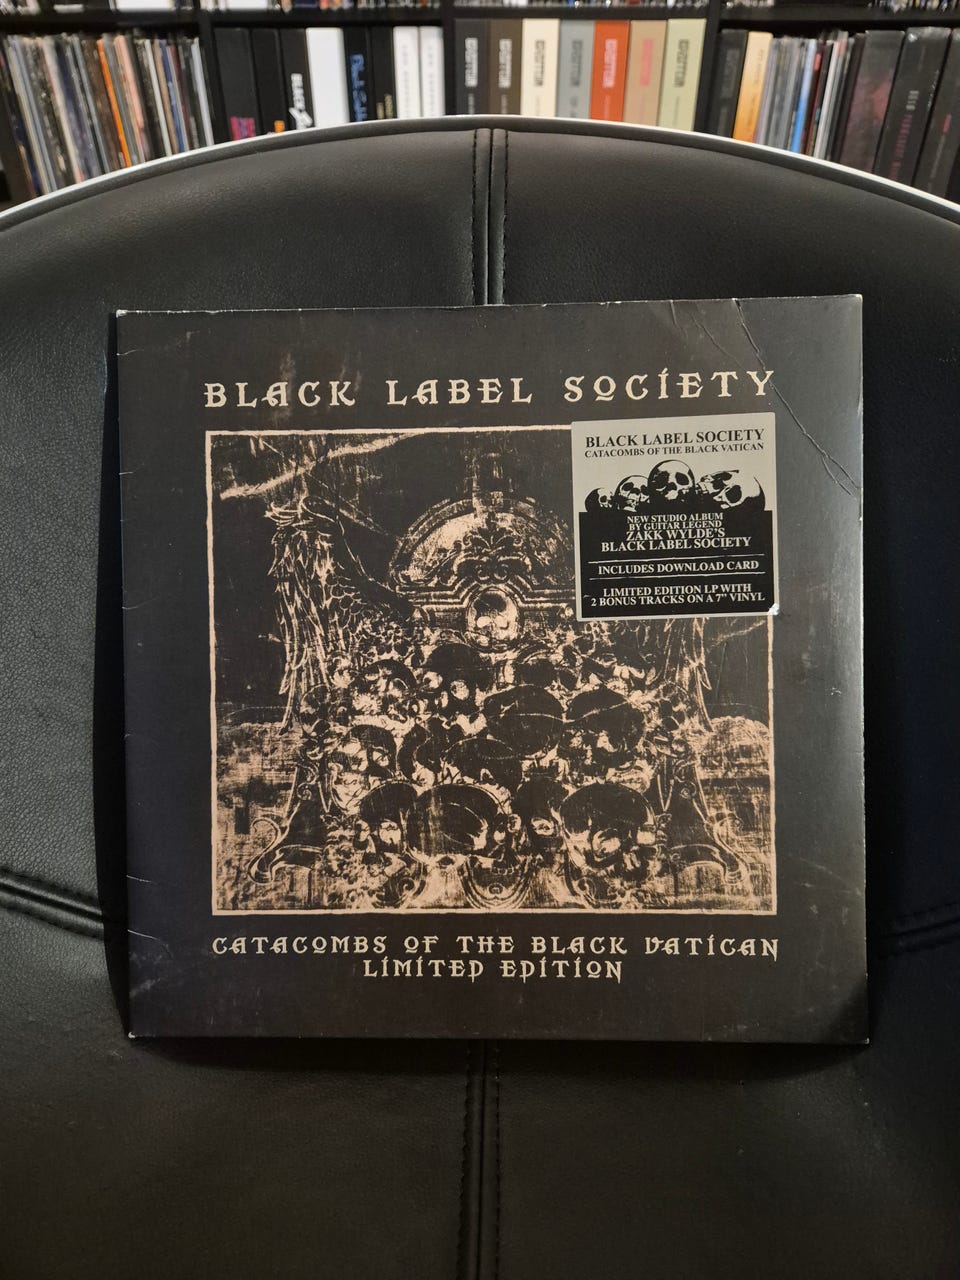 BLACK LABEL SOCIETY
BLACK LABEL SOCIETY
CATACOMBS OF THE BLACK VATICAN
NEW STUDIO ALBUM
BY GUITAR LEGEND
ZAKK WYLDE'S
BLACK LABEL SOCIETY
INCLUDES DOWNLOAD CARD
LIMITED EDITION LP WITH
2 BONUS TRACKS ON A 7" VINYL
CATACOMBS OF THE BLACK VATICAN
LIMITED EDITION